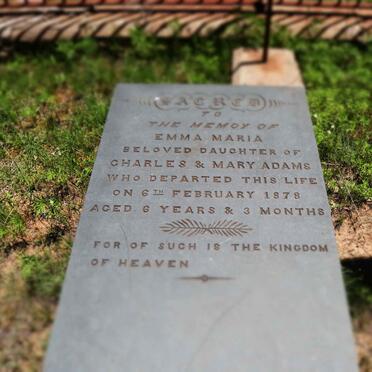 SACRED
TO
THE MEMOY OF
EMMA MARIA
BELOVED DAUGHTER OF
CHARLES & MARY ADAMS
WHO DEPARTED THIS LIFE
ON 6TH FEBRUARY 1878
AGED 6 YEARS & 3 MONTHS
FOR OF SUCH IS THE KINGDOM
OF HEAVEN